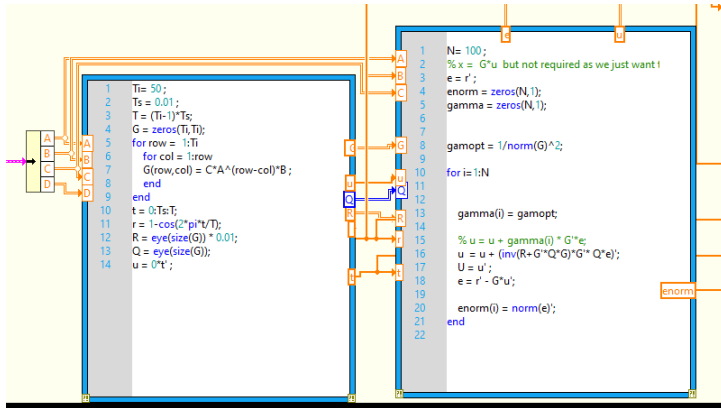 e
u
A
B
C
D
A
B
C
D
1 Ti= 50 ;
2 Ts = 0.01 ;
3 T = (Ti-1)*Ts;
4 G = zeros(Ti,Ti);
5 for row = 1:Ti
6 for col = 1:row
7 G(row,col) = C*A^(row-col)*B ;
8 end
9 end
10 t = 0:Ts:T;
11 r = 1-cos(2*pi*t/T);
12 R = eye(size(G)) * 0.01;
13 Q = eye(size(G));
14 u = 0*t' ;
G
u
Q
R
r
t
A
B
C
G
u
Q
R
r
t
1 N= 100 ;
2 % x = G*u but not required as we just want t
3 e = r' ;
4 enorm = zeros(N,1);
5 gamma = zeros(N,1);
6
7
8 gamopt = 1/norm(G)^2;
9
10 for i=1:N
11
12
13 gamma(i) = gamopt;
14
15 % u = u + gamma(i) * G'*e;
16 u = u + (inv(R+G'*Q*G)*G'* Q*e)';
17 U = u' ;
18 e = r' - G*u';
19
20 enorm(i) = norm(e)';
21 end
22
enorm